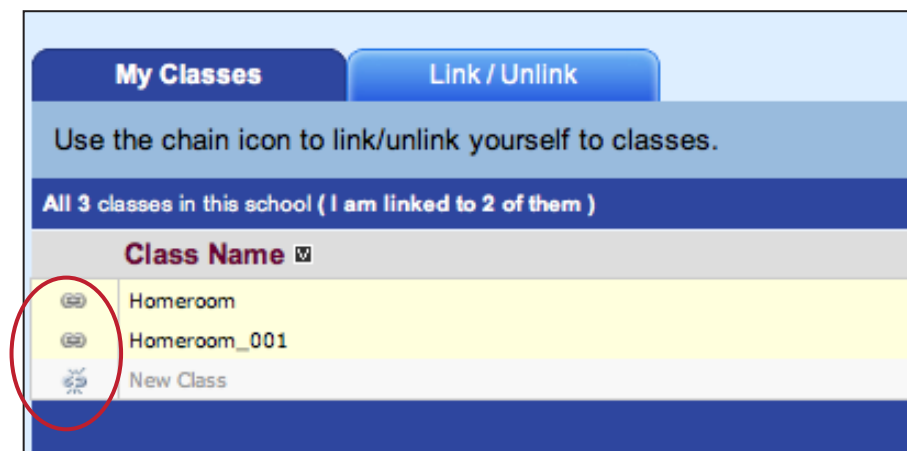 My Classes Link / Unlink
Use the chain icon to link/unlink yourself to classes.
All 3 classes in this school ( I am linked to 2 of them )
Class Name
Homeroom
Homeroom_001
New Class